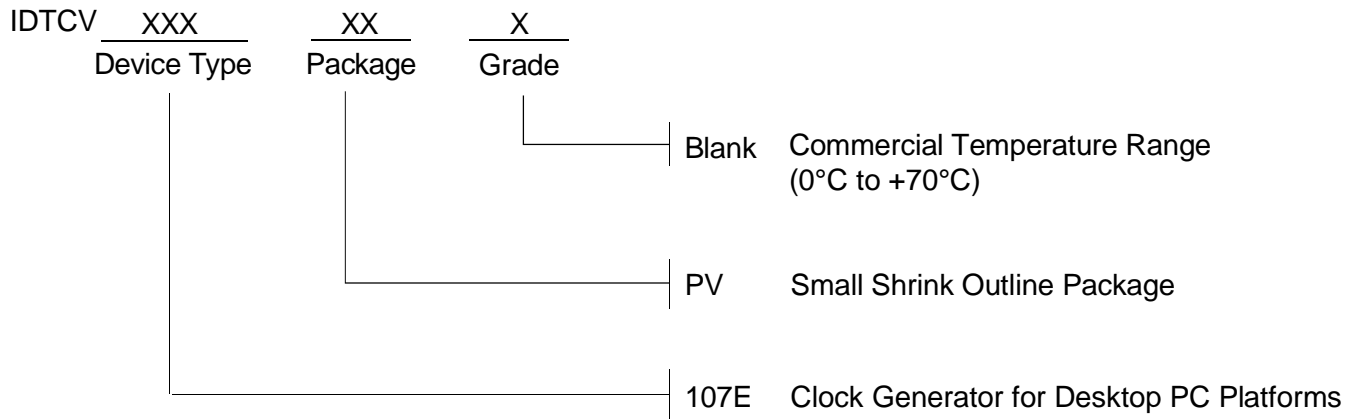 IDTCV XXX XX X
Device Type Package Grade
Blank Commercial Temperature Range
(0°C to +70°C)
PV Small Shrink Outline Package
107E Clock Generator for Desktop PC Platforms